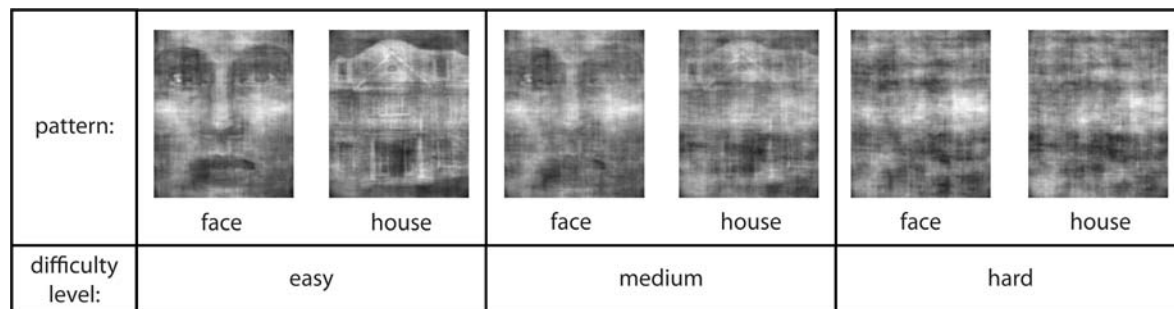 pattern:
face house face house face house
difficulty
level:
easy medium hard